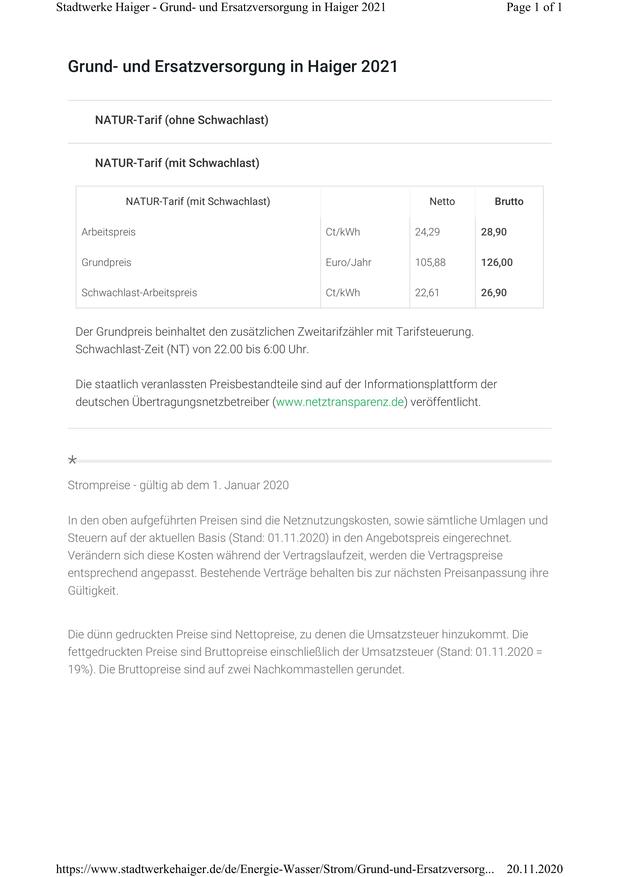 Stadtwerke Haiger - Grund- und Ersatzversorgung in Haiger 2021 Page 1 of 1
Grund- und Ersatzversorgung in Haiger 2021
NATUR-Tarif (ohne Schwachlast)
NATUR-Tarif (mit Schwachlast)
NATUR-Tarif (mit Schwachlast) Netto Brutto
Arbeitspreis Ct/kWh 24,29 28,90
Grundpreis Euro/Jahr 105,88 126,00
Schwachlast-Arbeitspreis Ct/kWh 22,61 26,90
Der Grundpreis beinhaltet den zusätzlichen Zweitarifzähler mit Tarifsteuerung.
Schwachlast-Zeit (NT) von 22.00 bis 6:00 Uhr.
Die staatlich veranlassten Preisbestandteile sind auf der Informationsplattform der
deutschen Übertragungsnetzbetreiber (www.netztransparenz.de) veröffentlicht.
*
Strompreise - gültig ab dem 1. Januar 2020
In den oben aufgeführten Preisen sind die Netznutzungskosten, sowie sämtliche Umlagen und
Steuern auf der aktuellen Basis (Stand: 01.11.2020) in den Angebotspreis eingerechnet.
Verändern sich diese Kosten während der Vertragslaufzeit, werden die Vertragspreise
entsprechend angepasst. Bestehende Verträge behalten bis zur nächsten Preisanpassung ihre
Gültigkeit.
Die dünn gedruckten Preise sind Nettopreise, zu denen die Umsatzsteuer hinzukommt. Die
fettgedruckten Preise sind Bruttopreise einschließlich der Umsatzsteuer (Stand: 01.11.2020 =
19%). Die Bruttopreise sind auf zwei Nachkommastellen gerundet.
https://www.stadtwerkehaiger.de/de/Energie-Wasser/Strom/Grund-und-Ersatzversorg... 20.11.2020